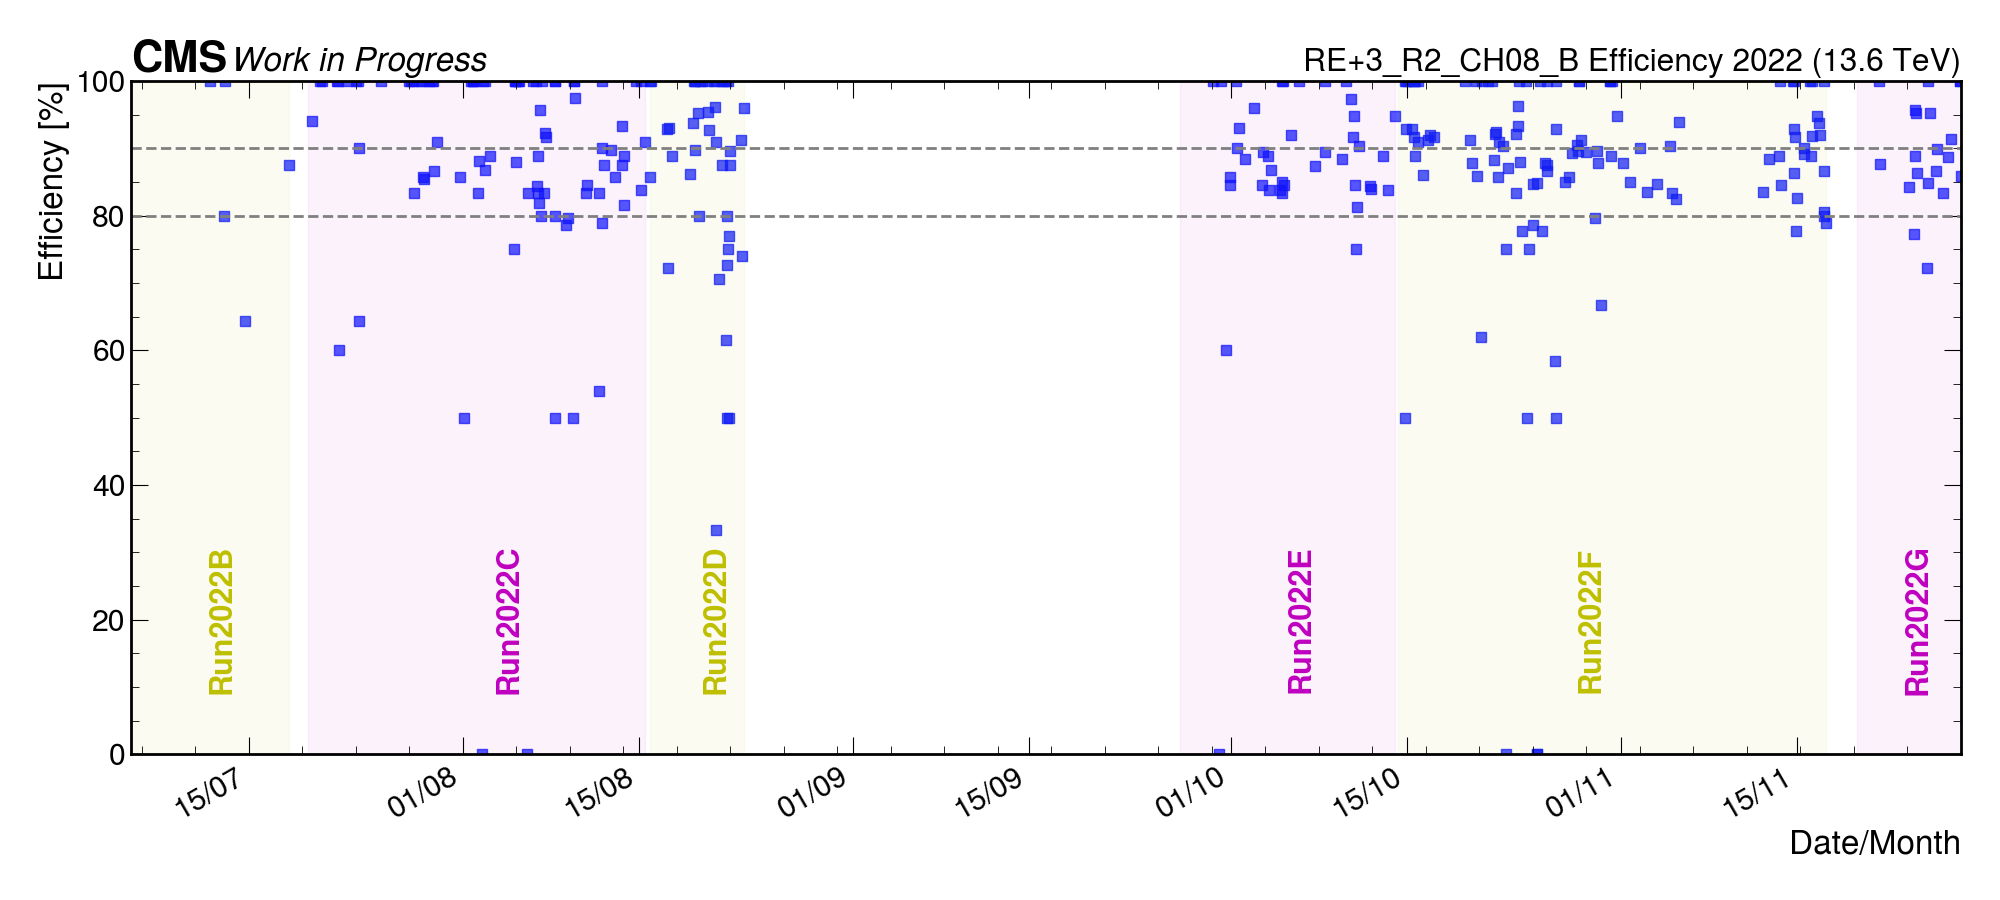 CMS Work in Progress
RE+3_R2_CH08_B Efficiency 2022 (13.6 TeV)
Efficiency [%]
100
80
60
40
20
0
Run2022B
Run2022C
Run2022D
Run2022E
Run2022F
Run2022G
15/07
01/08
15/08
01/09
15/09
01/10
15/10
01/11
15/11
Date/Month